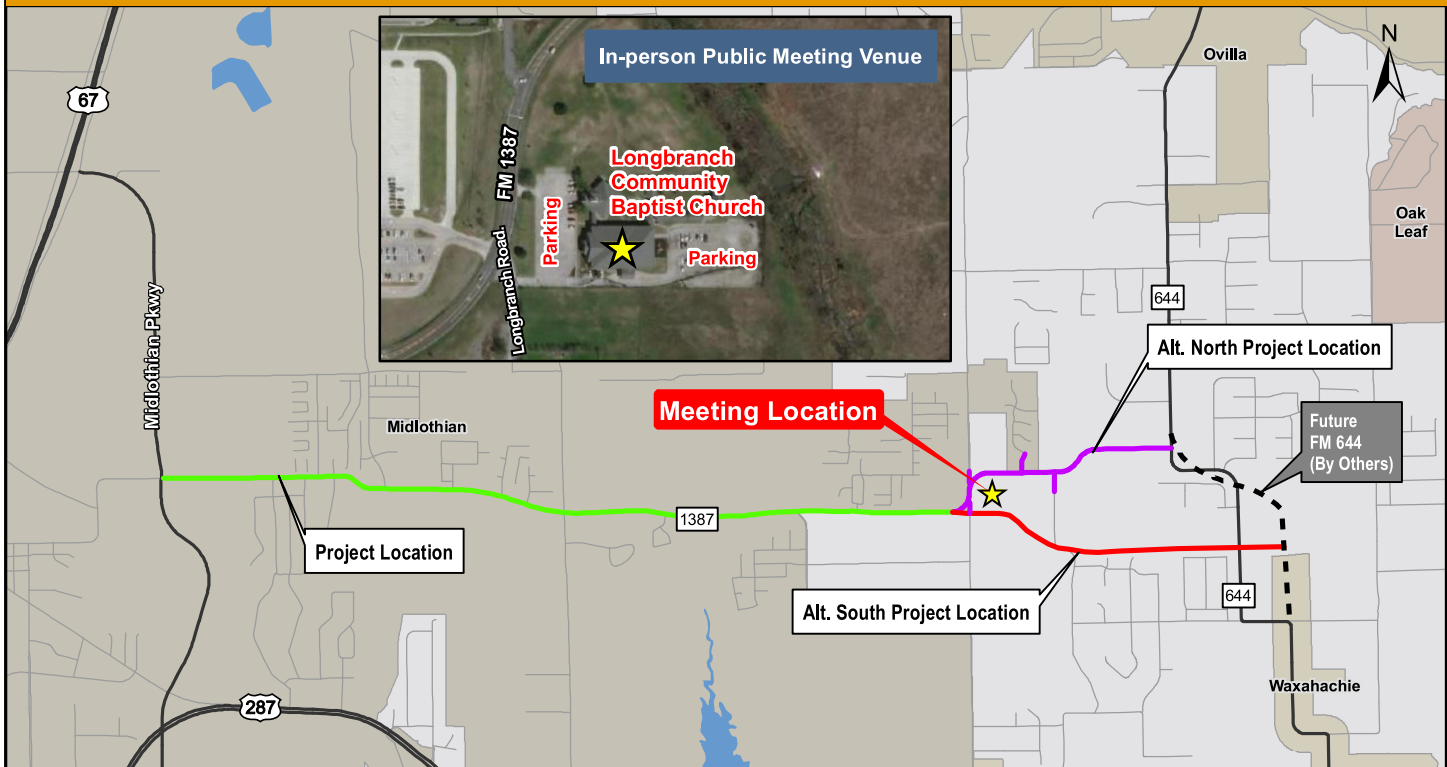 In-person Public Meeting Venue
N
Ovilla
67
FM 1387
Longbranch
Community
Baptist Church
Parking
Parking
Longbranch Road.
Oak
Leaf
Midlothian Pkwy
644
Alt. North Project Location
Meeting Location
Midlothian
Future
FM 644
(By Others)
1387
Project Location
Alt. South Project Location
644
Waxahachie
287